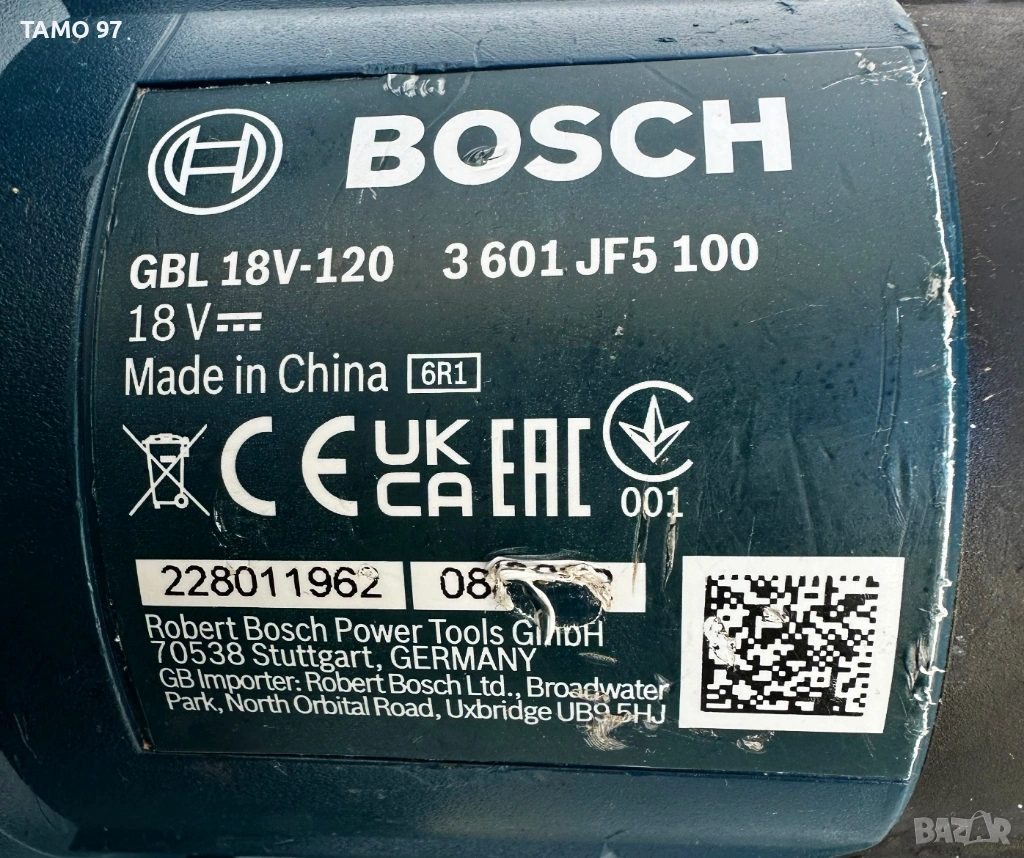 TAMO 97
BOSCH
GBL 18V-120 3 601 JF5 100
18 V
Made in China 6R1
CE UK CA EAC
001
228011962
Robert Bosch Power Tools GmbH
70538 Stuttgart, GERMANY
GB Importer: Robert Bosch Ltd., Broadwater
Park, North Orbital Road, Uxbridge UB9 5HJ
BAZAR